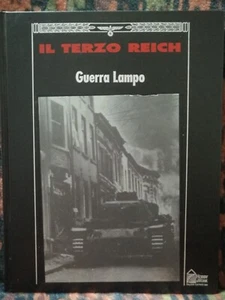 IL TERZO REICH
Guerra Lampo